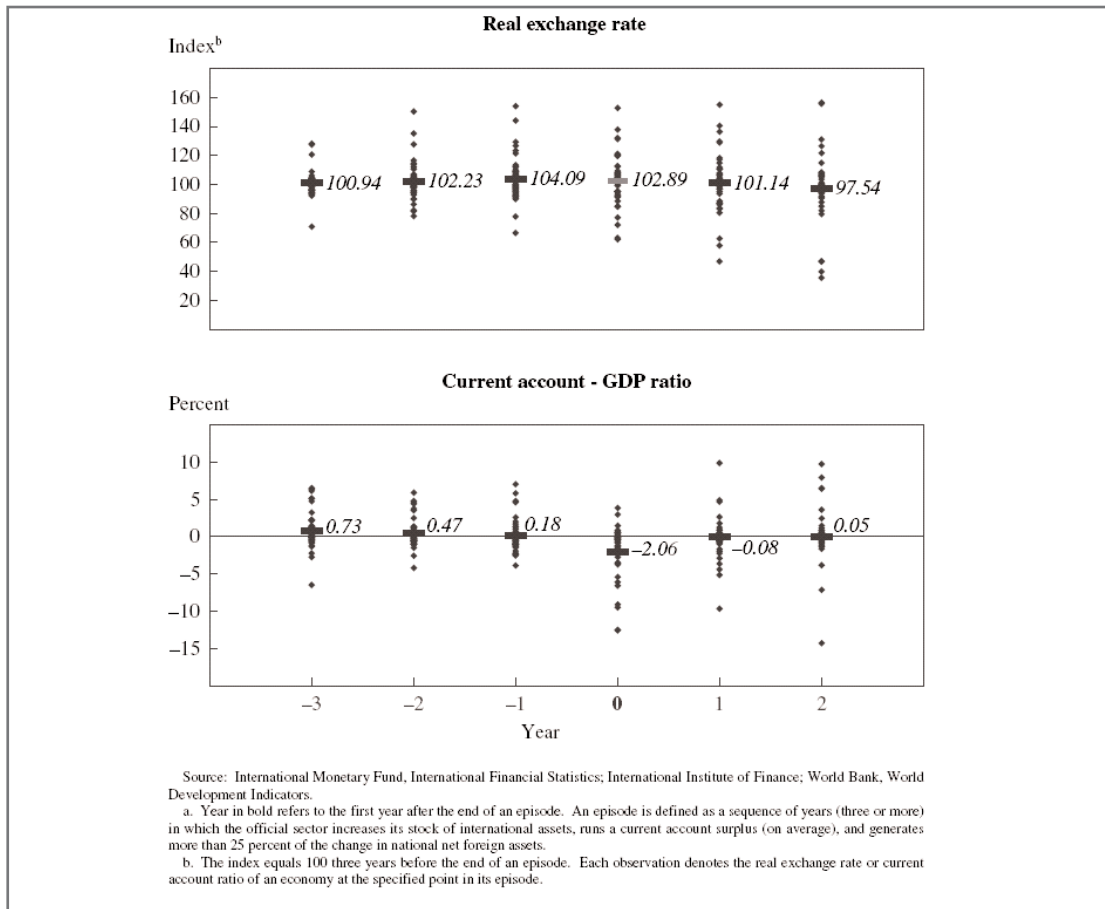 Real exchange rate
Indexᵇ
160
140
120
100
80
60
40
20
100.94
102.23
104.09
102.89
101.14
97.54
Current account - GDP ratio
Percent
10
5
0
–5
–10
–15
0.73
0.47
0.18
–2.06
–0.08
0.05
–3
–2
–1
0
1
2
Year
Source: International Monetary Fund, International Financial Statistics; International Institute of Finance; World Bank, World
Development Indicators.
a. Year in bold refers to the first year after the end of an episode. An episode is defined as a sequence of years (three or more)
in which the official sector increases its stock of international assets, runs a current account surplus (on average), and generates
more than 25 percent of the change in national net foreign assets.
b. The index equals 100 three years before the end of an episode. Each observation denotes the real exchange rate or current
account ratio of an economy at the specified point in its episode.